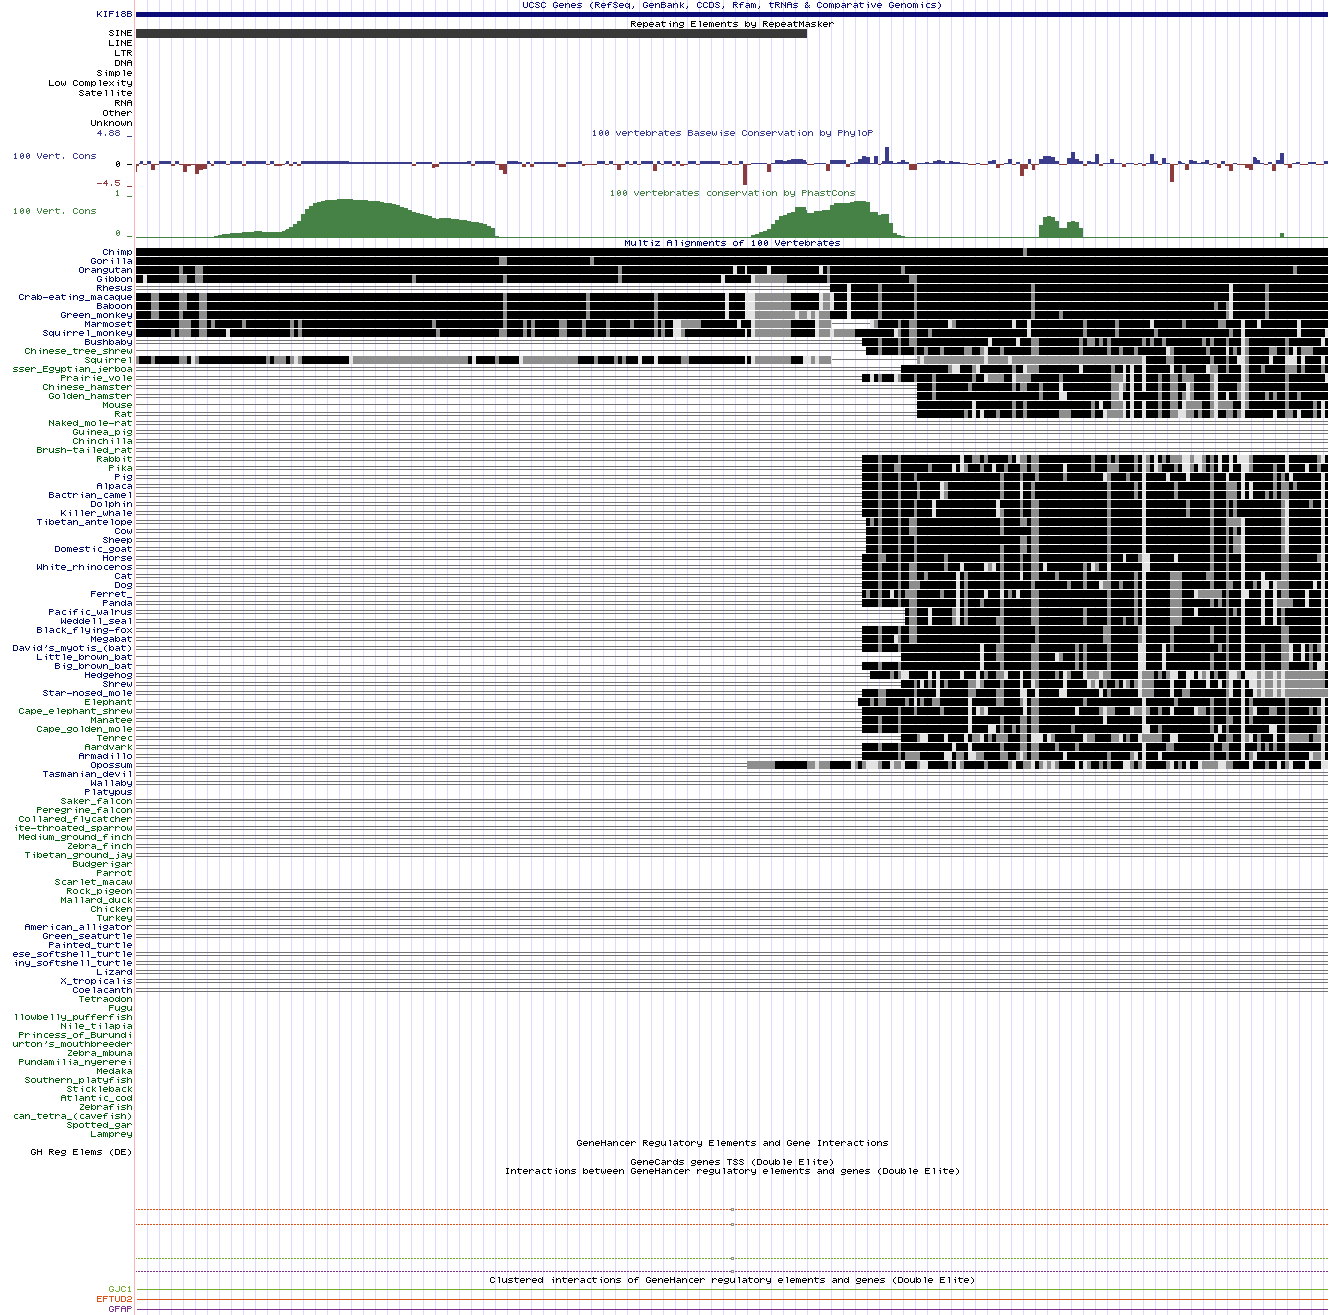 UCSC Genes (RefSeq, GenBank, CCDS, Rfam, tRNAs & Comparative Genomics)
KIF18B
Repeating Elements by RepeatMasker
SINE
LINE
LTR
DNA
Simple
Low Complexity
Satellite
RNA
Other
Unknown
4.88 _
100 vertebrates Basewise Conservation by PhyloP
100 Vert. Cons
0 _
-4.5 _
1 _
100 vertebrates conservation by PhastCons
100 Vert. Cons
0 _
Multiz Alignments of 100 Vertebrates
Chimp
Gorilla
Orangutan
Gibbon
Rhesus
Crab-eating_macaque
Baboon
Green_monkey
Marmoset
Squirrel_monkey
Bushbaby
Chinese_tree_shrew
Squirrel
sser_Egyptian_jerboa
Prairie_vole
Chinese_hamster
Golden_hamster
Mouse
Rat
Naked_mole-rat
Guinea_pig
Chinchilla
Brush-tailed_rat
Rabbit
Pika
Pig
Alpaca
Bactrian_camel
Dolphin
Killer_whale
Tibetan_antelope
Cow
Sheep
Domestic_goat
Horse
White_rhinoceros
Cat
Dog
Ferret_
Panda
Pacific_walrus
Weddell_seal
Black_flying-fox
Megabat
David's_myotis_(bat)
Little_brown_bat
Big_brown_bat
Hedgehog
Shrew
Star-nosed_mole
Elephant
Cape_elephant_shrew
Manatee
Cape_golden_mole
Tenrec
Aardvark
Armadillo
Opossum
Tasmanian_devil
Wallaby
Platypus
Saker_falcon
Peregrine_falcon
Collared_flycatcher
ite-throated_sparrow
Medium_ground_finch
Zebra_finch
Tibetan_ground_jay
Budgerigar
Parrot
Scarlet_macaw
Rock_pigeon
Mallard_duck
Chicken
Turkey
American_alligator
Green_seaturtle
Painted_turtle
ese_softshell_turtle
iny_softshell_turtle
Lizard
X_tropicalis
Coelacanth
Tetraodon
Fugu
llowbelly_pufferfish
Nile_tilapia
Princess_of_Burundi
urton's_mouthbreeder
Zebra_mbuna
Pundamilia_nyererei
Medaka
Southern_platyfish
Stickleback
Atlantic_cod
Zebrafish
can_tetra_(cavefish)
Spotted_gar
Lamprey
GeneHancer Regulatory Elements and Gene Interactions
GH Reg Elems (DE)
GeneCards genes TSS (Double Elite)
Interactions between GeneHancer regulatory elements and genes (Double Elite)
Clustered interactions of GeneHancer regulatory elements and genes (Double Elite)
GJC1
EFTUD2
GFAP